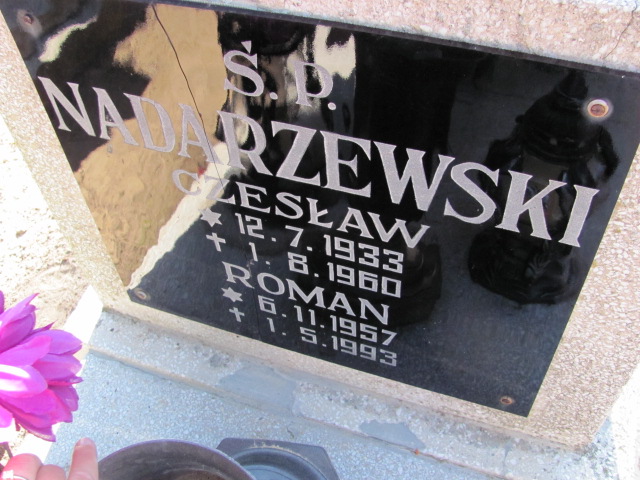 Ś. P.
NADARZEWSKI
CZESŁAW
* 12. 7. 1933
+ 1. 8. 1960
ROMAN
* 6.11.1957
+ 1.5.1993